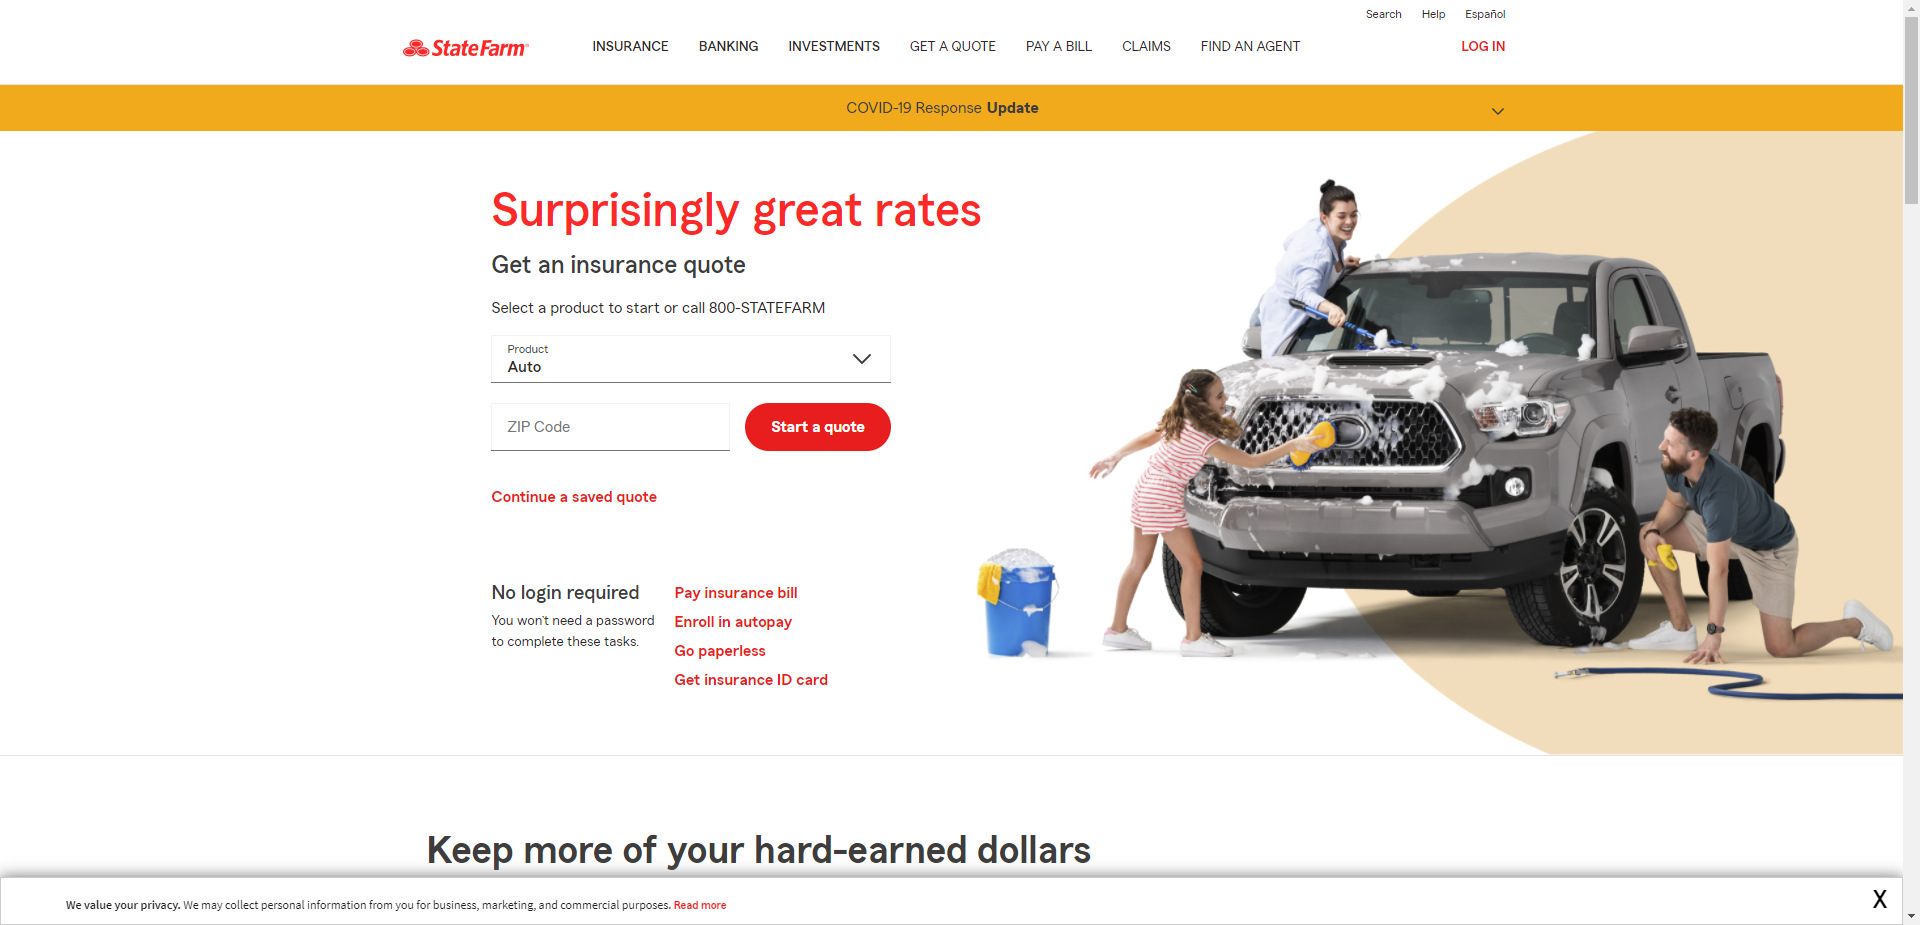 Search Help Español
State Farm
INSURANCE BANKING INVESTMENTS GET A QUOTE PAY A BILL CLAIMS FIND AN AGENT LOG IN
COVID-19 Response Update
Surprisingly great rates
Get an insurance quote
Select a product to start or call 800-STATEFARM
Product
Auto
ZIP Code
Start a quote
Continue a saved quote
No login required
You won't need a password
to complete these tasks.
Pay insurance bill
Enroll in autopay
Go paperless
Get insurance ID card
Keep more of your hard-earned dollars
We value your privacy. We may collect personal information from you for business, marketing, and commercial purposes. Read more
X